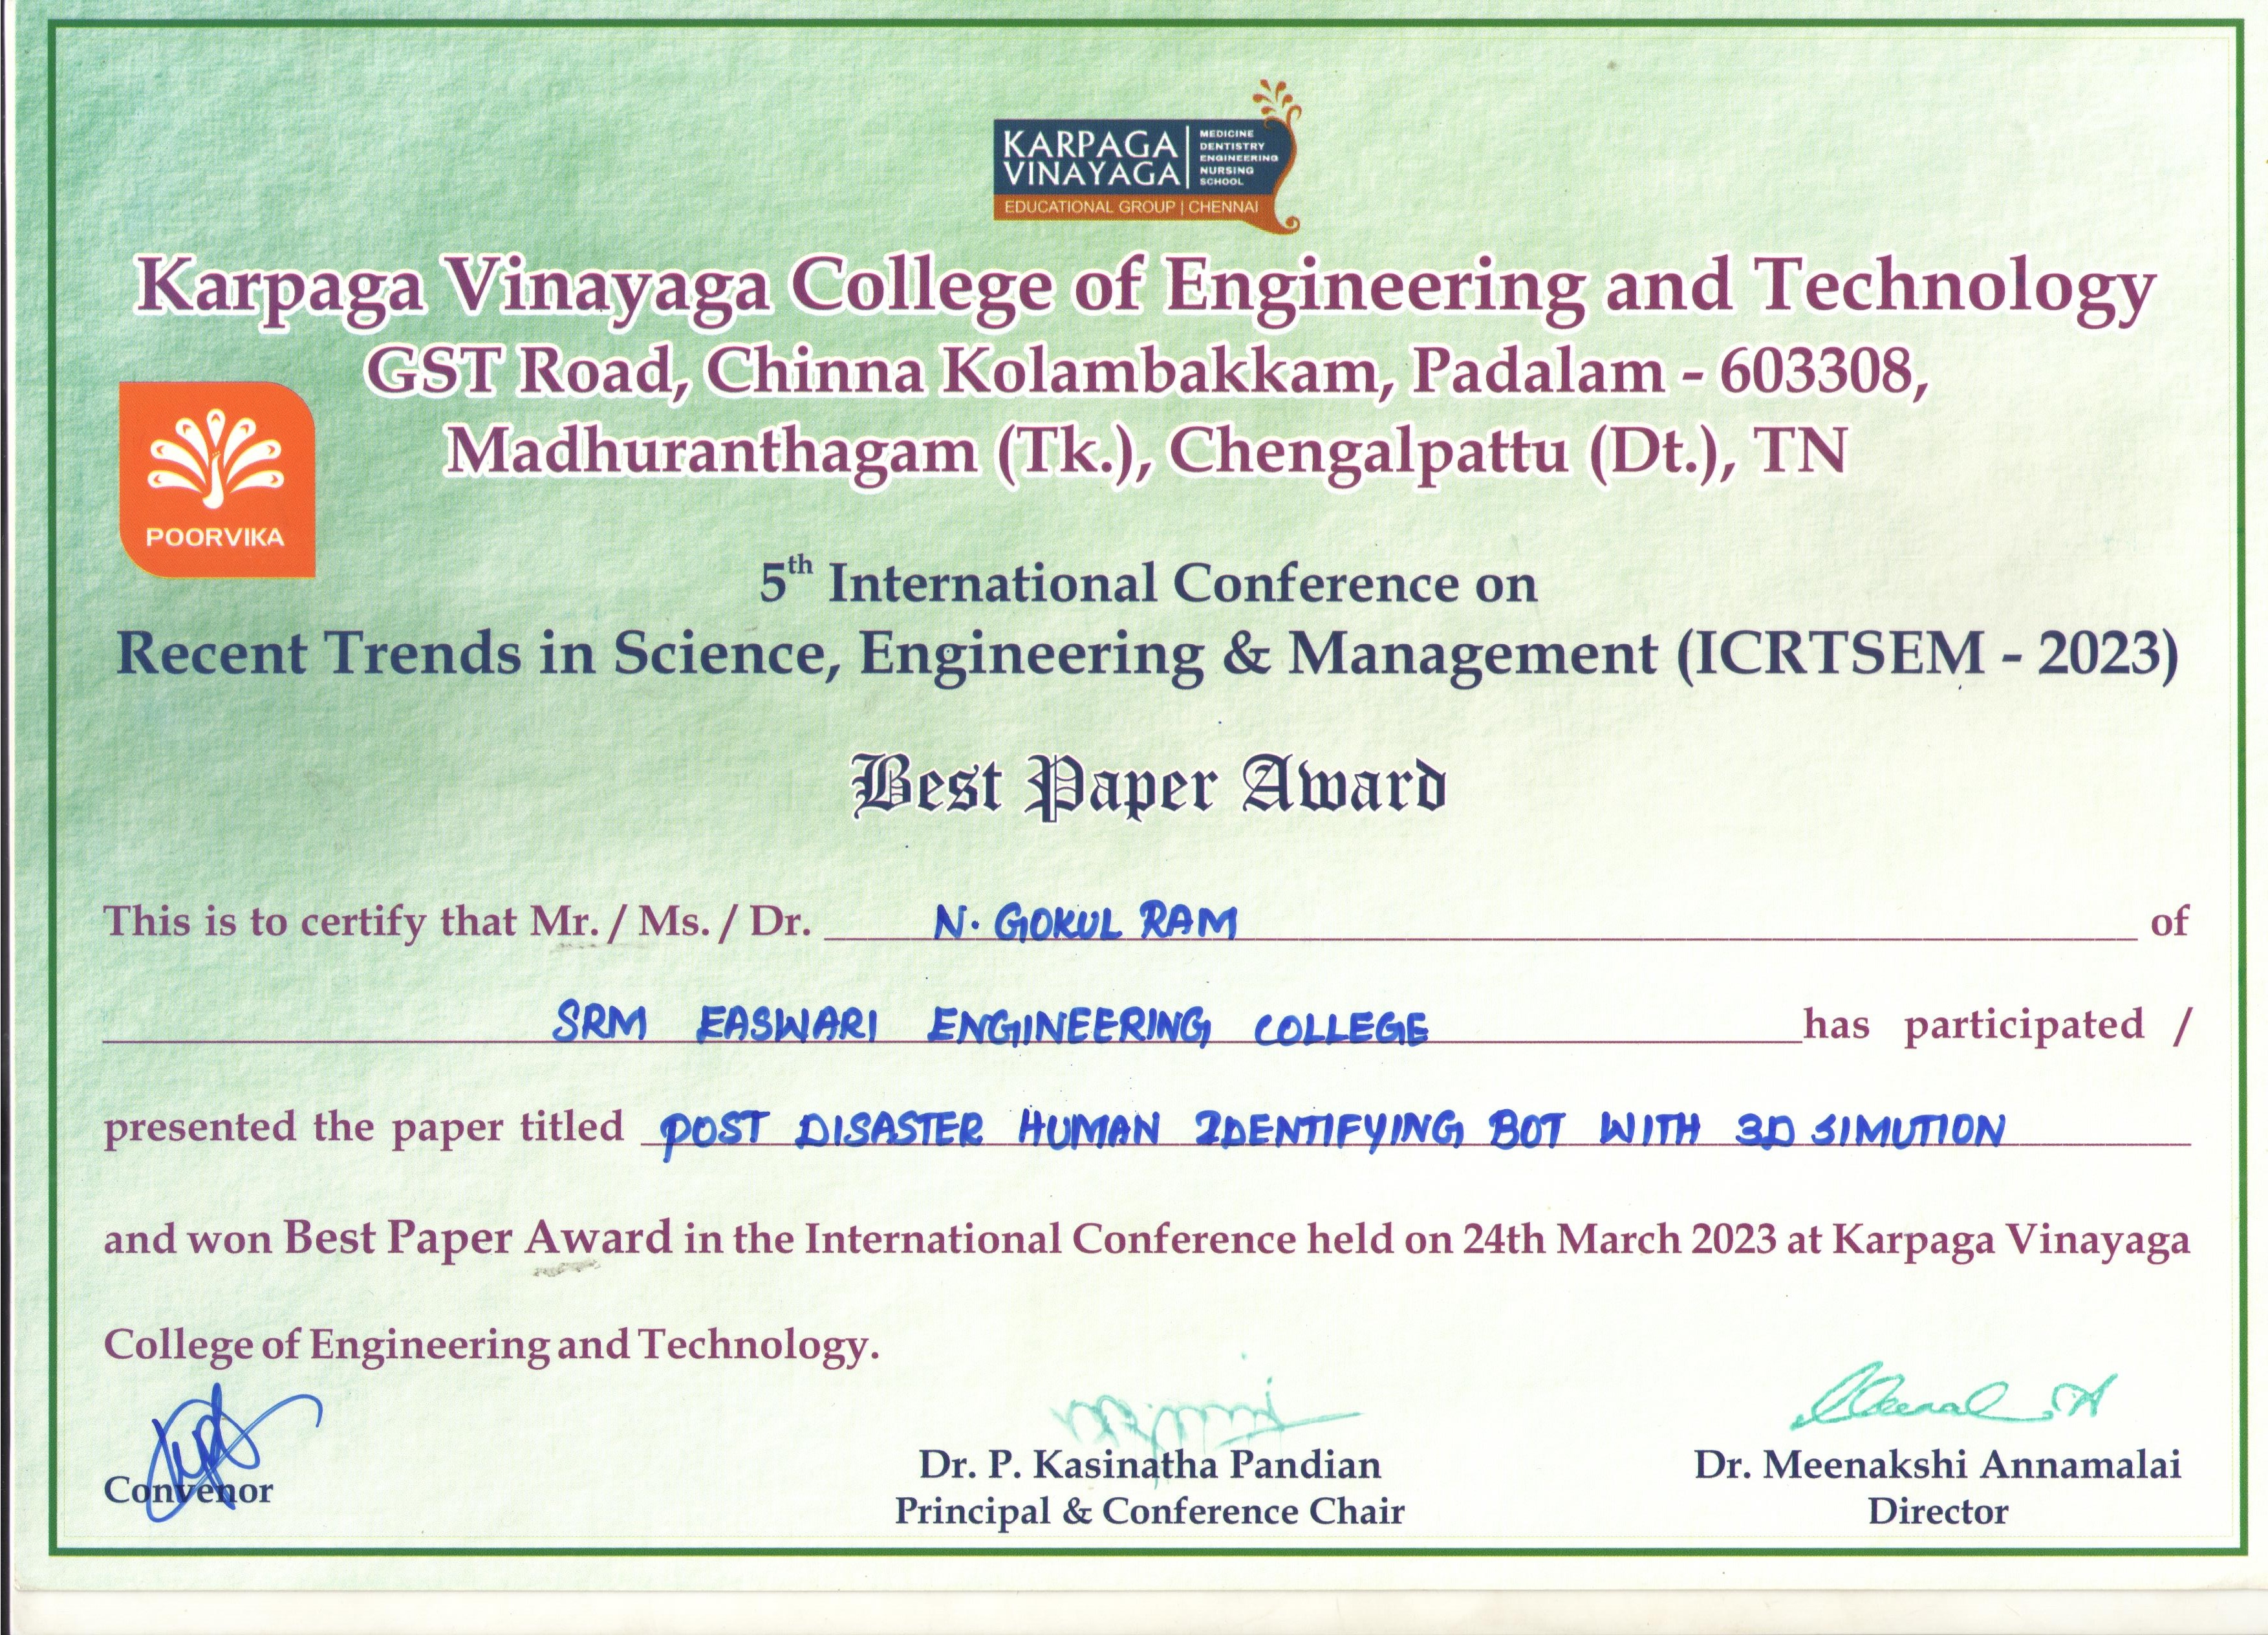 KARPAGA
VINAYAGA
MEDICINE
DENTISTRY
ENGINEERING
NURSING
SCHOOL
EDUCATIONAL GROUP | CHENNAI
Karpaga Vinayaga College of Engineering and Technology
GST Road, Chinna Kolambakkam, Padalam - 603308,
Madhuranthagam (Tk.), Chengalpattu (Dt.), TN
POORVIKA
5th International Conference on
Recent Trends in Science, Engineering & Management (ICRTSEM - 2023)
Best Paper Award
This is to certify that Mr. / Ms. / Dr. N. GOKUL RAM of
SRM EASWARI ENGINEERING COLLEGE has participated /
presented the paper titled POST DISASTER HUMAN IDENTIFYING BOT WITH 3D SIMUTION
and won Best Paper Award in the International Conference held on 24th March 2023 at Karpaga Vinayaga
College of Engineering and Technology.
Convenor
Dr. P. Kasinatha Pandian
Principal & Conference Chair
Dr. Meenakshi Annamalai
Director